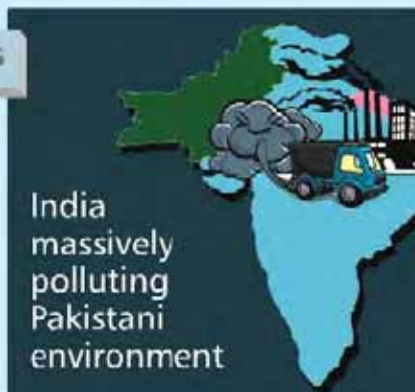 India
massively
polluting
Pakistani
environment